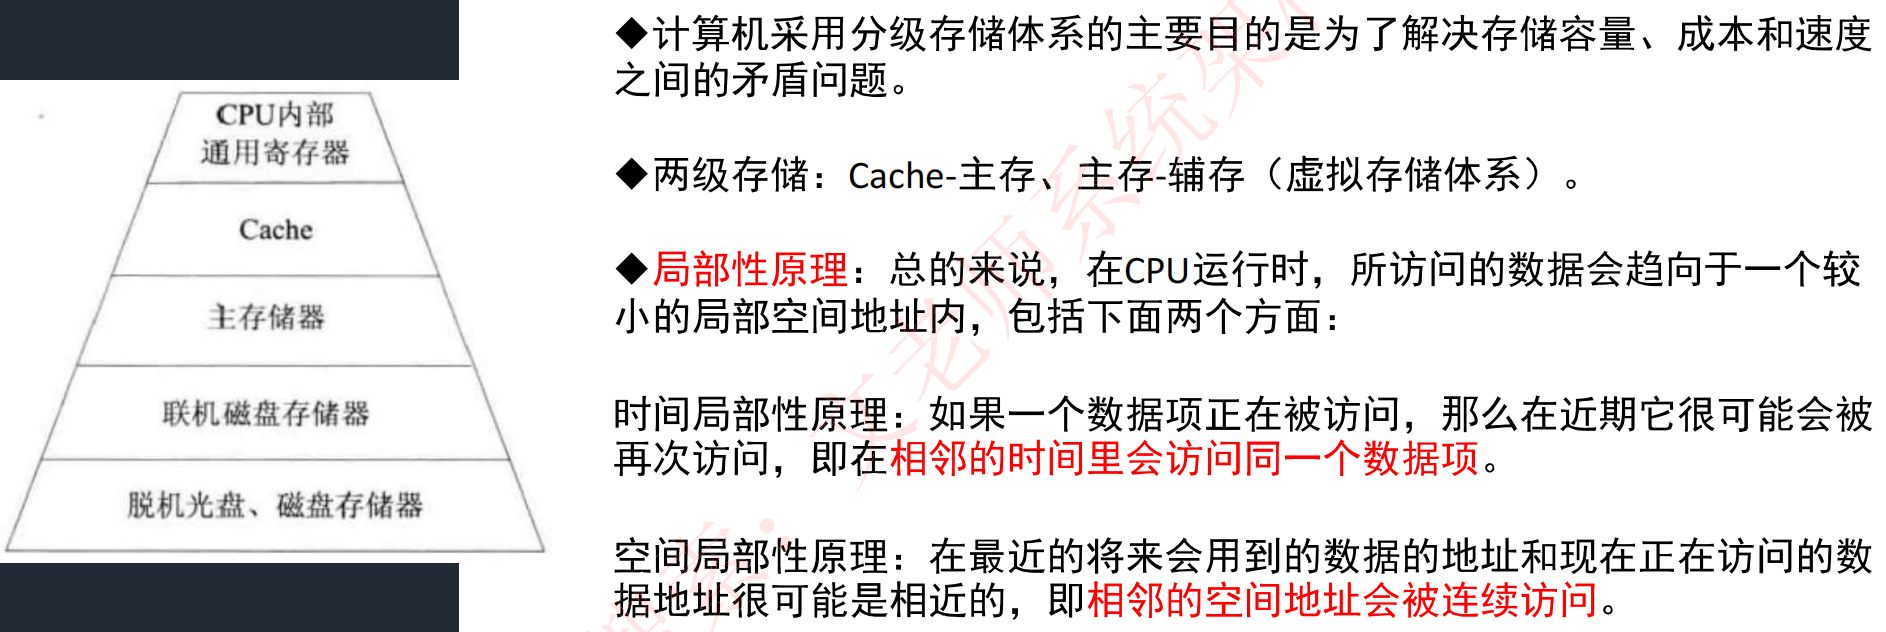 CPU内部
通用寄存器
Cache
主存储器
联机磁盘存储器
脱机光盘、磁盘存储器
◆计算机采用分级存储体系的主要目的是为了解决存储容量、成本和速度
之间的矛盾问题。
◆两级存储：Cache-主存、主存-辅存（虚拟存储体系）。
◆局部性原理：总的来说，在CPU运行时，所访问的数据会趋向于一个较
小的局部空间地址内，包括下面两个方面：
时间局部性原理：如果一个数据项正在被访问，那么在近期它很可能会被
再次访问，即在相邻的时间里会访问同一个数据项。
空间局部性原理：在最近的将来会用到的数据的地址和现在正在访问的数
据地址很可能是相近的，即相邻的空间地址会被连续访问。
文老师系统架